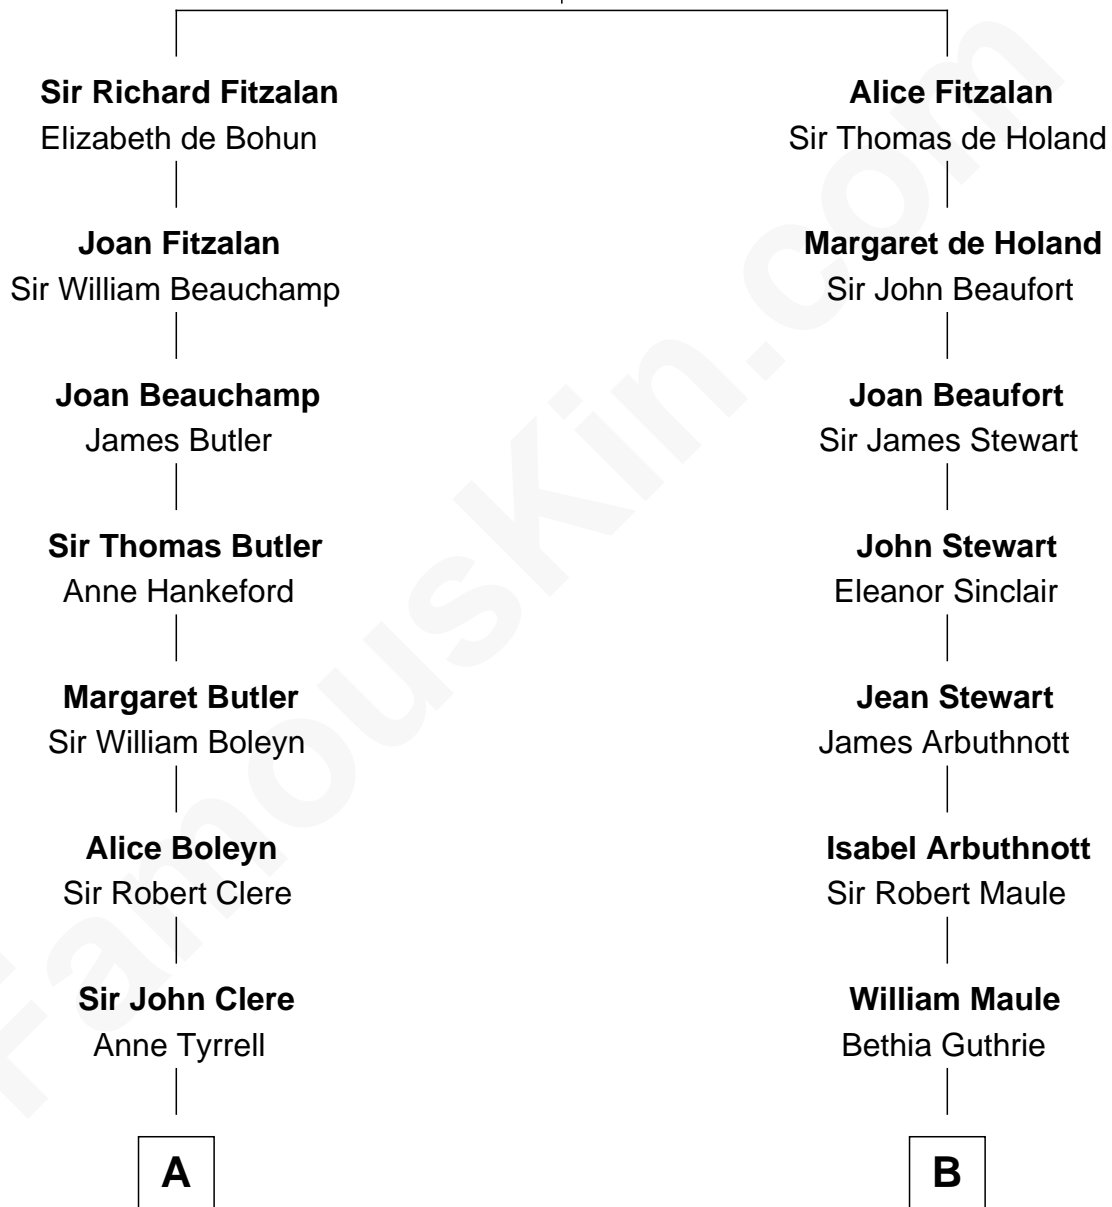 Sir Richard Fitzalan
Elizabeth de Bohun
Joan Fitzalan
Sir William Beauchamp
Joan Beauchamp
James Butler
Sir Thomas Butler
Anne Hankeford
Margaret Butler
Sir William Boleyn
Alice Boleyn
Sir Robert Clere
Sir John Clere
Anne Tyrrell
A
Alice Fitzalan
Sir Thomas de Holand
Margaret de Holand
Sir John Beaufort
Joan Beaufort
Sir James Stewart
John Stewart
Eleanor Sinclair
Jean Stewart
James Arbuthnott
Isabel Arbuthnott
Sir Robert Maule
William Maule
Bethia Guthrie
B
FamousKin.com